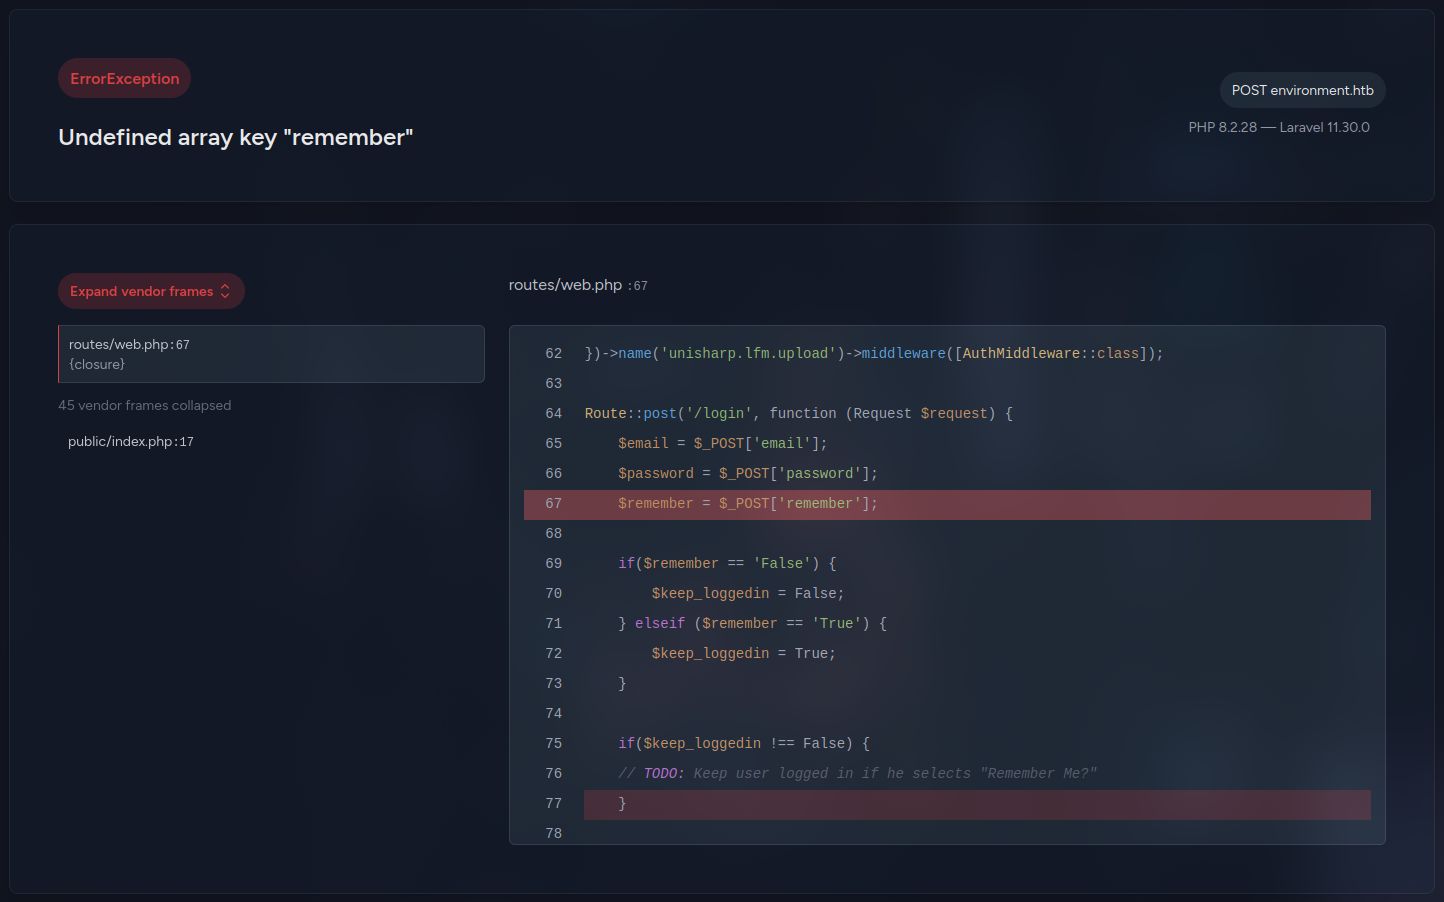 ErrorException
Undefined array key "remember"
POST environment.htb
PHP 8.2.28 — Laravel 11.30.0
Expand vendor frames
routes/web.php:67
{closure}
45 vendor frames collapsed
public/index.php:17
routes/web.php :67
62 })->name('unisharp.lfm.upload')->middleware([AuthMiddleware::class]);
63
64 Route::post('/login', function (Request $request) {
65     $email = $_POST['email'];
66     $password = $_POST['password'];
67     $remember = $_POST['remember'];
68
69     if($remember == 'False') {
70         $keep_loggedin = False;
71     } elseif ($remember == 'True') {
72         $keep_loggedin = True;
73     }
74
75     if($keep_loggedin !== False) {
76     // TODO: Keep user logged in if he selects "Remember Me?"
77     }
78